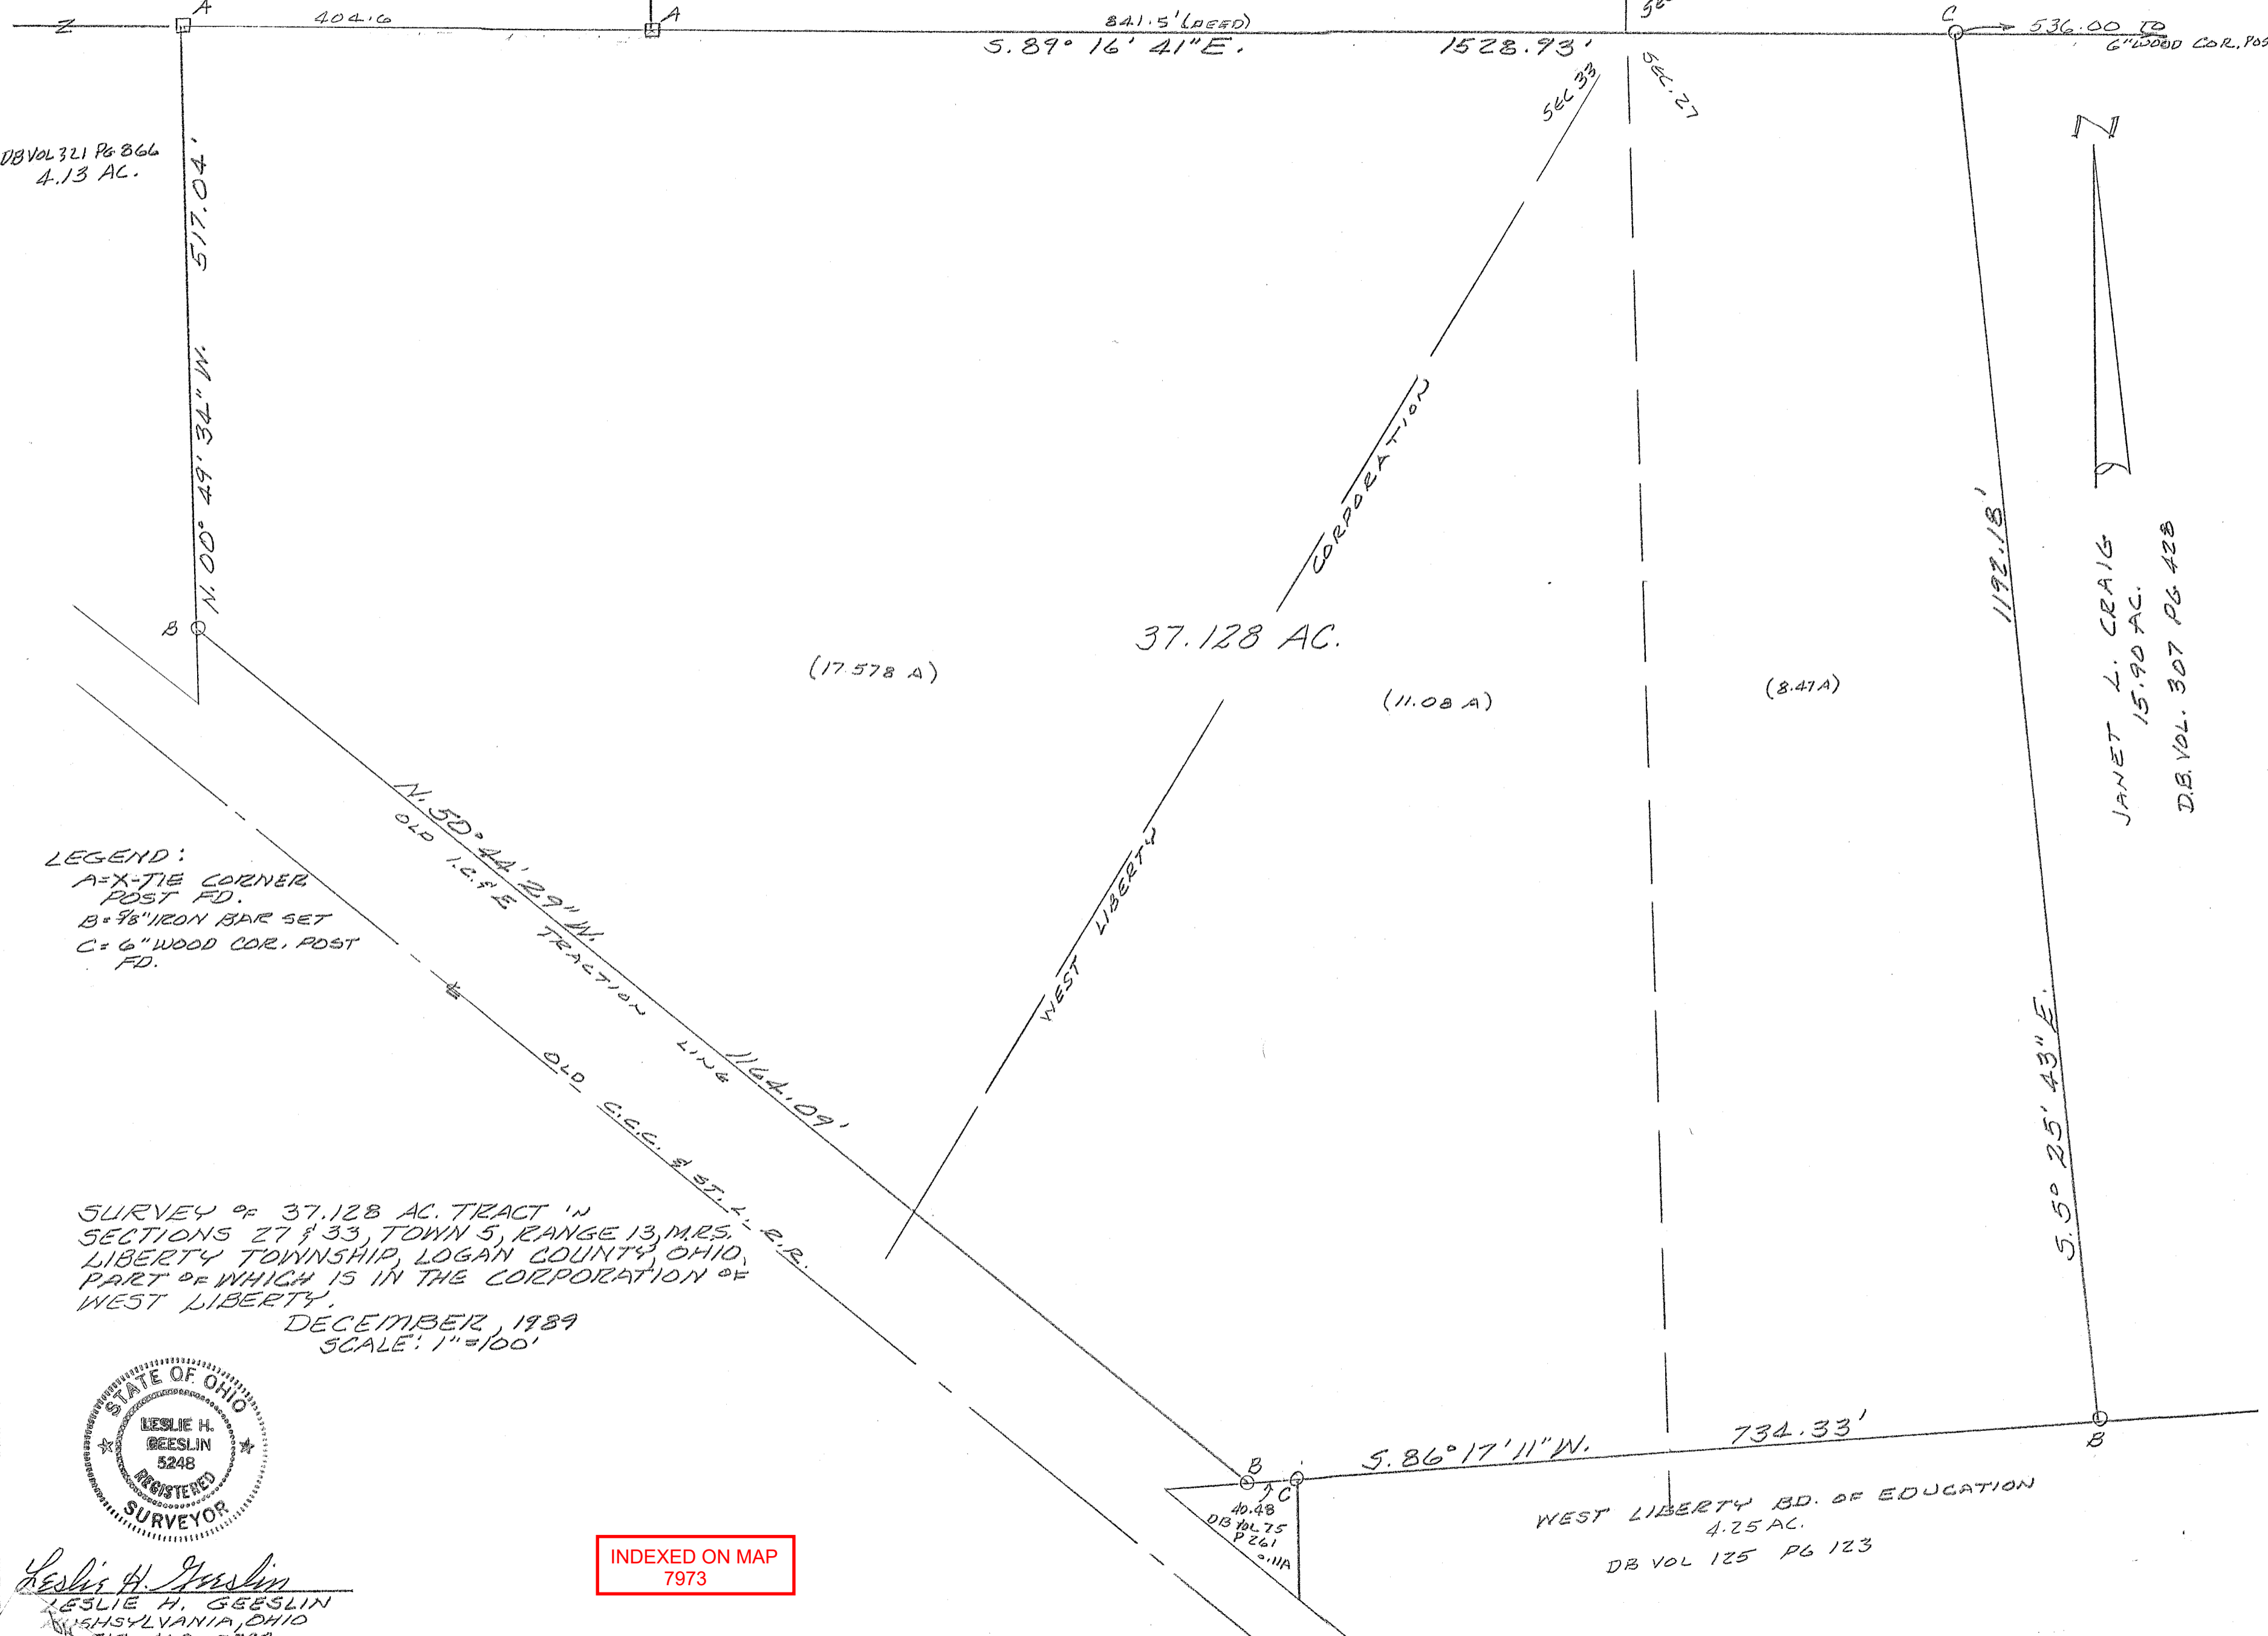 A
404.6
A
841.5' (DEED)
S. 89° 16' 41" E. 1528.93'
C
536.00 TO
6" WOOD COR. POS
SEC 33
SEC. 27
Z
DB VOL 321 PG 866
4.13 AC.
N. 00° 49' 34" W. 517.04'
B
CORPORATION
37.128 AC.
(17.578 A)
(11.08 A)
(8.47A)
WEST LIBERTY
1192.18'
S. 5° 25' 43" E.
JANET L. CRAIG
15.90 AC.
D.B. VOL. 307 PG 428
N. 50° 44' 29" W. 1164.09'
OLD I.C. & E TRACTION LINE
LEGEND:
A=X-TIE CORNER
POST FD.
B=5/8" IRON BAR SET
C=6" WOOD COR. POST
FD.
OLD C.C.C. & ST. L. R.R.
SURVEY OF 37.128 AC. TRACT IN
SECTIONS 27 & 33, TOWN 5, RANGE 13, M.R.S.
LIBERTY TOWNSHIP, LOGAN COUNTY, OHIO,
PART OF WHICH IS IN THE CORPORATION OF
WEST LIBERTY.
DECEMBER, 1989
SCALE: 1"=100'
STATE OF OHIO
LESLIE H.
GEESLIN
5248
REGISTERED
SURVEYOR
Leslie H. Geeslin
LESLIE H. GEESLIN
RUSHSYLVANIA, OHIO
INDEXED ON MAP
7973
B
C
40.48
DB VOL 75
P 261
0.11A
S. 86° 17' 11" W. 734.33'
B
WEST LIBERTY BD. OF EDUCATION
4.25 AC.
DB VOL 125 PG 123